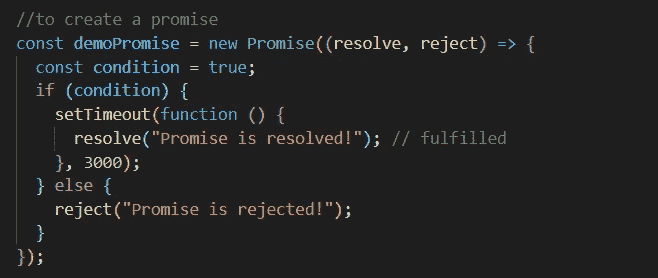 //to create a promise
const demoPromise = new Promise((resolve, reject) => {
  const condition = true;
  if (condition) {
    setTimeout(function () {
      resolve("Promise is resolved!"); // fulfilled
    }, 3000);
  } else {
    reject("Promise is rejected!");
  }
});